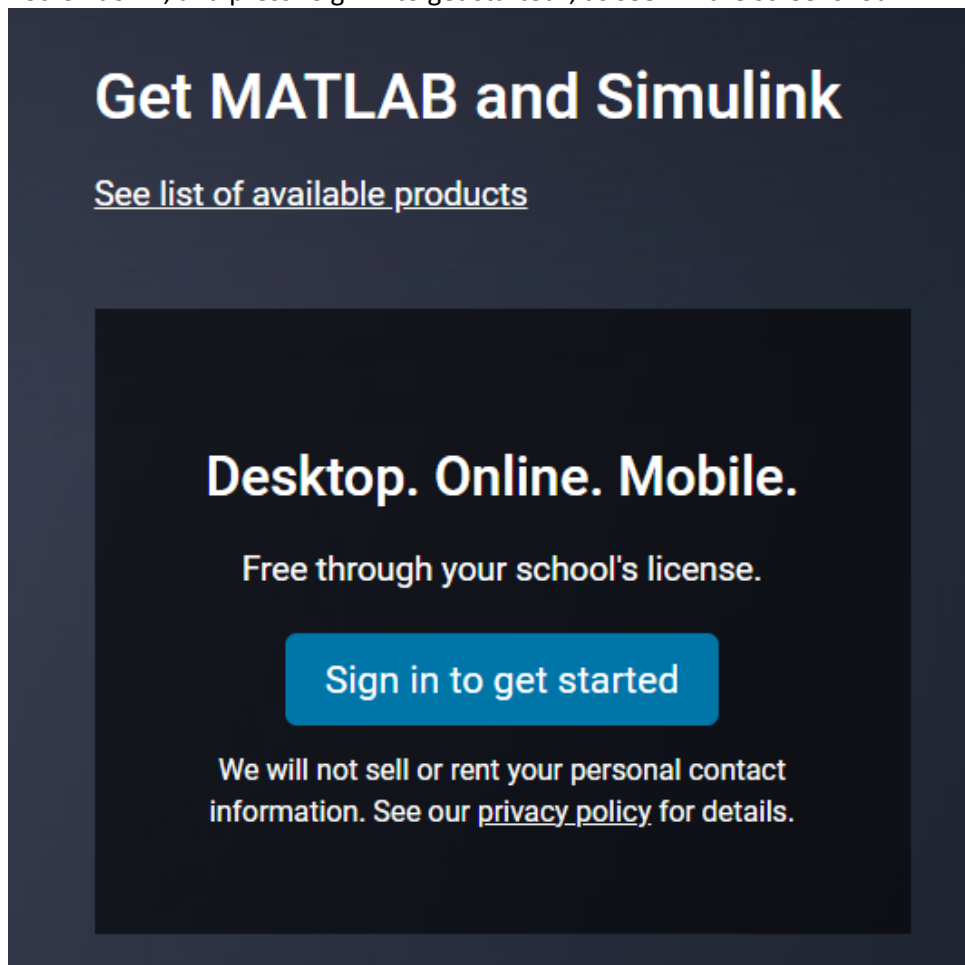 Get MATLAB and Simulink
See list of available products
Desktop. Online. Mobile.
Free through your school's license.
Sign in to get started
We will not sell or rent your personal contact
information. See our privacy policy for details.